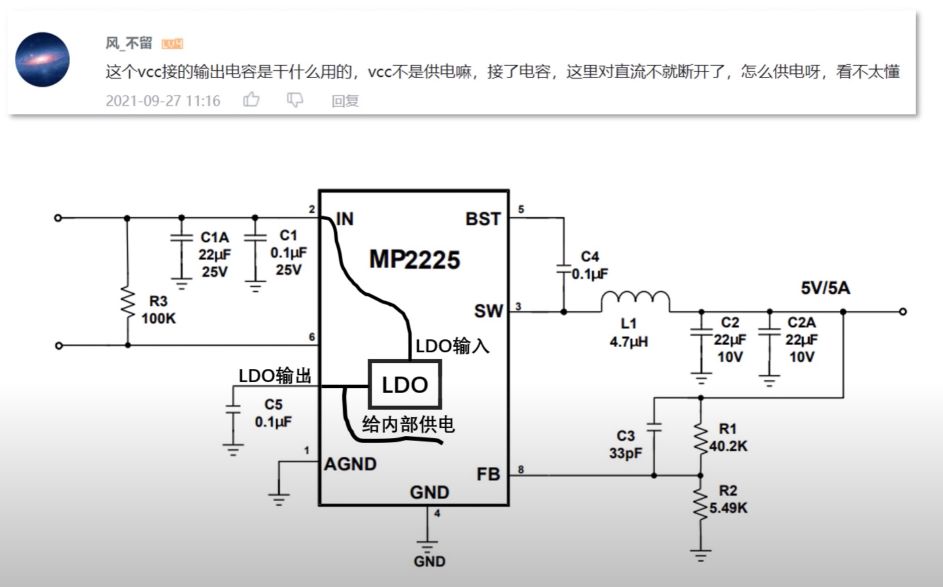 风_不留 LV4
这个vcc接的输出电容是干什么用的，vcc不是供电嘛，接了电容，这里对直流不就断开了，怎么供电呀，看不太懂
2021-09-27 11:16 回复
2
IN
BST
5
C1A
22μF
25V
C1
0.1μF
25V
MP2225
C4
0.1μF
R3
100K
SW
3
5V/5A
L1
4.7μH
C2
22μF
10V
C2A
22μF
10V
6
LDO输入
LDO输出
LDO
C5
0.1μF
给内部供电
C3
33pF
R1
40.2K
1
AGND
FB
8
GND
4
R2
5.49K
GND